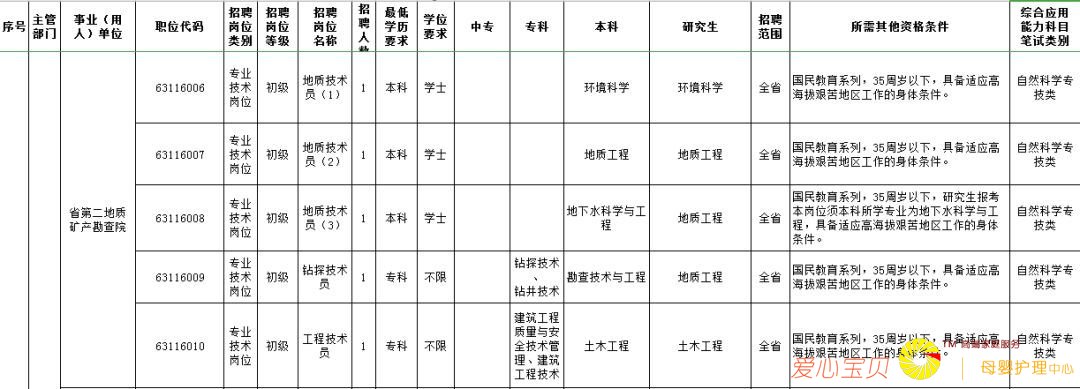 序号
主管
部门
事业（用
人）单位
职位代码
招聘
岗位
类别
招聘
岗位
等级
招聘
岗位
名称
招
聘
人数
最低
学历
要求
学位
要求
中专
专科
本科
研究生
招聘
范围
所需其他资格条件
综合应用
能力科目
笔试类别
省第二地质
矿产勘查院
63116006
专业
技术
岗位
初级
地质技术
员（1）
1
本科
学士
环境科学
环境科学
全省
国民教育系列，35周岁以下，具备适应高
海拔艰苦地区工作的身体条件。
自然科学专
技类
63116007
专业
技术
岗位
初级
地质技术
员（2）
1
本科
学士
地质工程
地质工程
全省
国民教育系列，35周岁以下，具备适应高
海拔艰苦地区工作的身体条件。
自然科学专
技类
63116008
专业
技术
岗位
初级
地质技术
员（3）
1
本科
学士
地下水科学与工
程
地质工程
全省
国民教育系列，35周岁以下，研究生报考
本岗位须本科所学专业为地下水科学与工
程，具备适应高海拔艰苦地区工作的身体
条件。
自然科学专
技类
63116009
专业
技术
岗位
初级
钻探技术
员
1
专科
不限
钻探技术
、
钻井技术
勘查技术与工程
地质工程
全省
国民教育系列，35周岁以下，具备适应高
海拔艰苦地区工作的身体条件。
自然科学专
技类
63116010
专业
技术
岗位
初级
工程技术
员
1
专科
不限
建筑工程
质量与安
全技术管
理、建筑
工程技术
土木工程
土木工程
全省
国民教育系列，35周岁以下，具备适应高
海拔艰苦地区工作的身体条件。
自然科学专
技类
爱心宝贝
TM
母婴护理中心